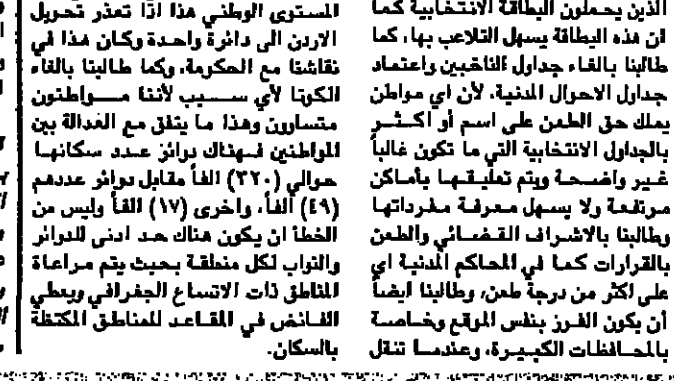 الذين يحملون البطاقة الانتخابية كما
ان هذه البطاقة يسهل التلاعب بها، كما
طالبنا بالغاء جداول الناخبين واعتماد
جداول الاحوال المدنية، لأن اي مواطن
يملك حق الطعن على اسم أو اكثر
بالجداول الانتخابية التي ما تكون غالباً
غير واضحة ويتم تعليقها بأماكن
مرتفعة ولا يسهل معرفة مفرداتها
وطالبنا بالاشراف القضائي والطعن
بالقرارات كما في المحاكم المدنية اي
على اكثر من درجة طعن، وطالبنا ايضاً
أن يكون الفرز بنفس الموقع وخاصة
بالمحافظات الكبيرة، وعندما تنقل
المستوى الوطني هذا اذا تعذر تحويل
الاردن الى دائرة واحدة وكان هذا في
نقاشنا مع الحكومة، وكما طالبنا بالغاء
الكوتا لأي سبب لأننا مواطنون
متساوون وهذا ما يتفق مع العدالة بين
المواطنين فهناك دوائر عدد سكانها
حوالي (٣٢٠) الفاً مقابل دوائر عددهم
(٤٩) ألفاً، واخرى (١٧) الفاً وليس من
الخطأ ان يكون هناك حد ادنى للدوائر
والنواب لكل منطقة بحيث يتم مراعاة
المناطق ذات الاتساع الجغرافي ويعطي
الفائض في المقاعد للمناطق المكتظة
بالسكان.